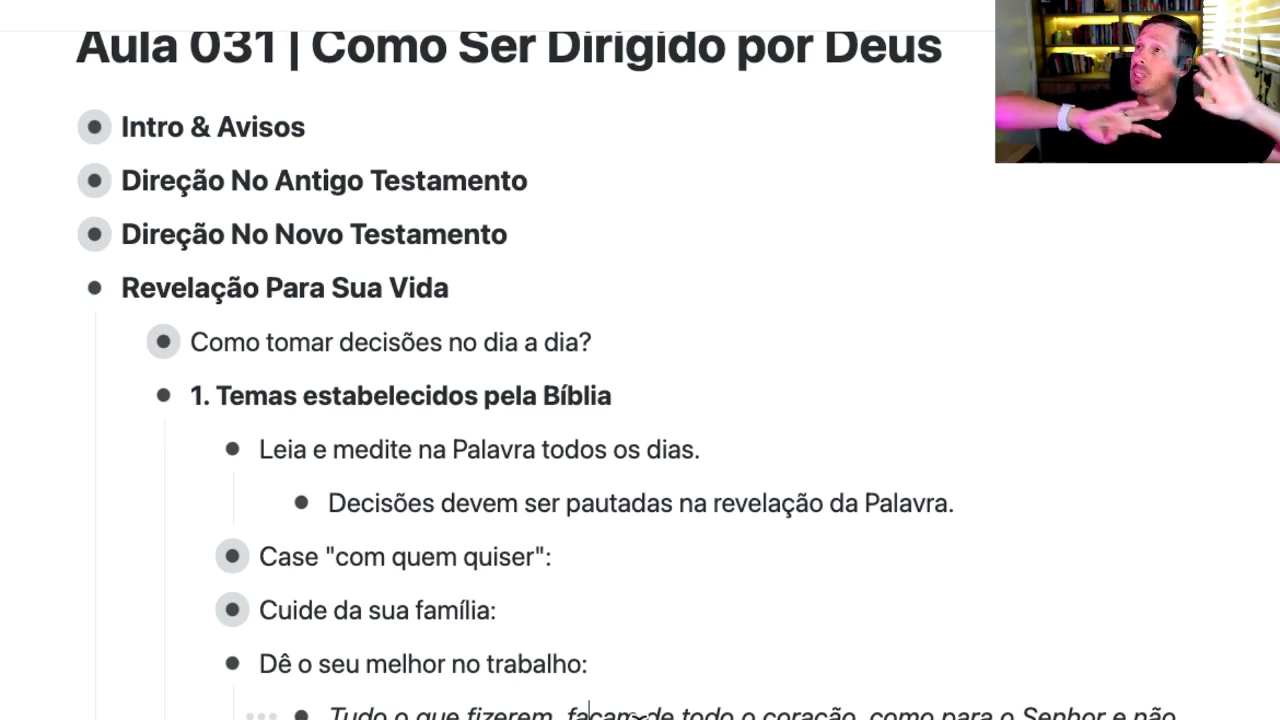 Aula 031 | Como Ser Dirigido por Deus
Intro & Avisos
Direção No Antigo Testamento
Direção No Novo Testamento
Revelação Para Sua Vida
Como tomar decisões no dia a dia?
1. Temas estabelecidos pela Bíblia
Leia e medite na Palavra todos os dias.
Decisões devem ser pautadas na revelação da Palavra.
Case "com quem quiser":
Cuide da sua família:
Dê o seu melhor no trabalho:
Tudo o que fizerem, façam de todo o coração, como para o Senhor e não